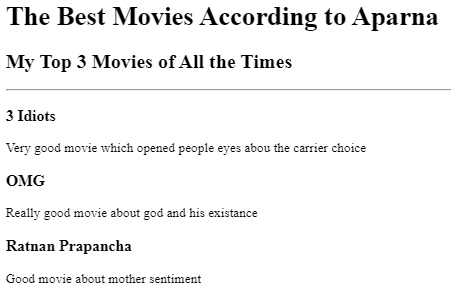 The Best Movies According to Aparna
My Top 3 Movies of All the Times
3 Idiots
Very good movie which opened people eyes abou the carrier choice
OMG
Really good movie about god and his existance
Ratnan Prapancha
Good movie about mother sentiment